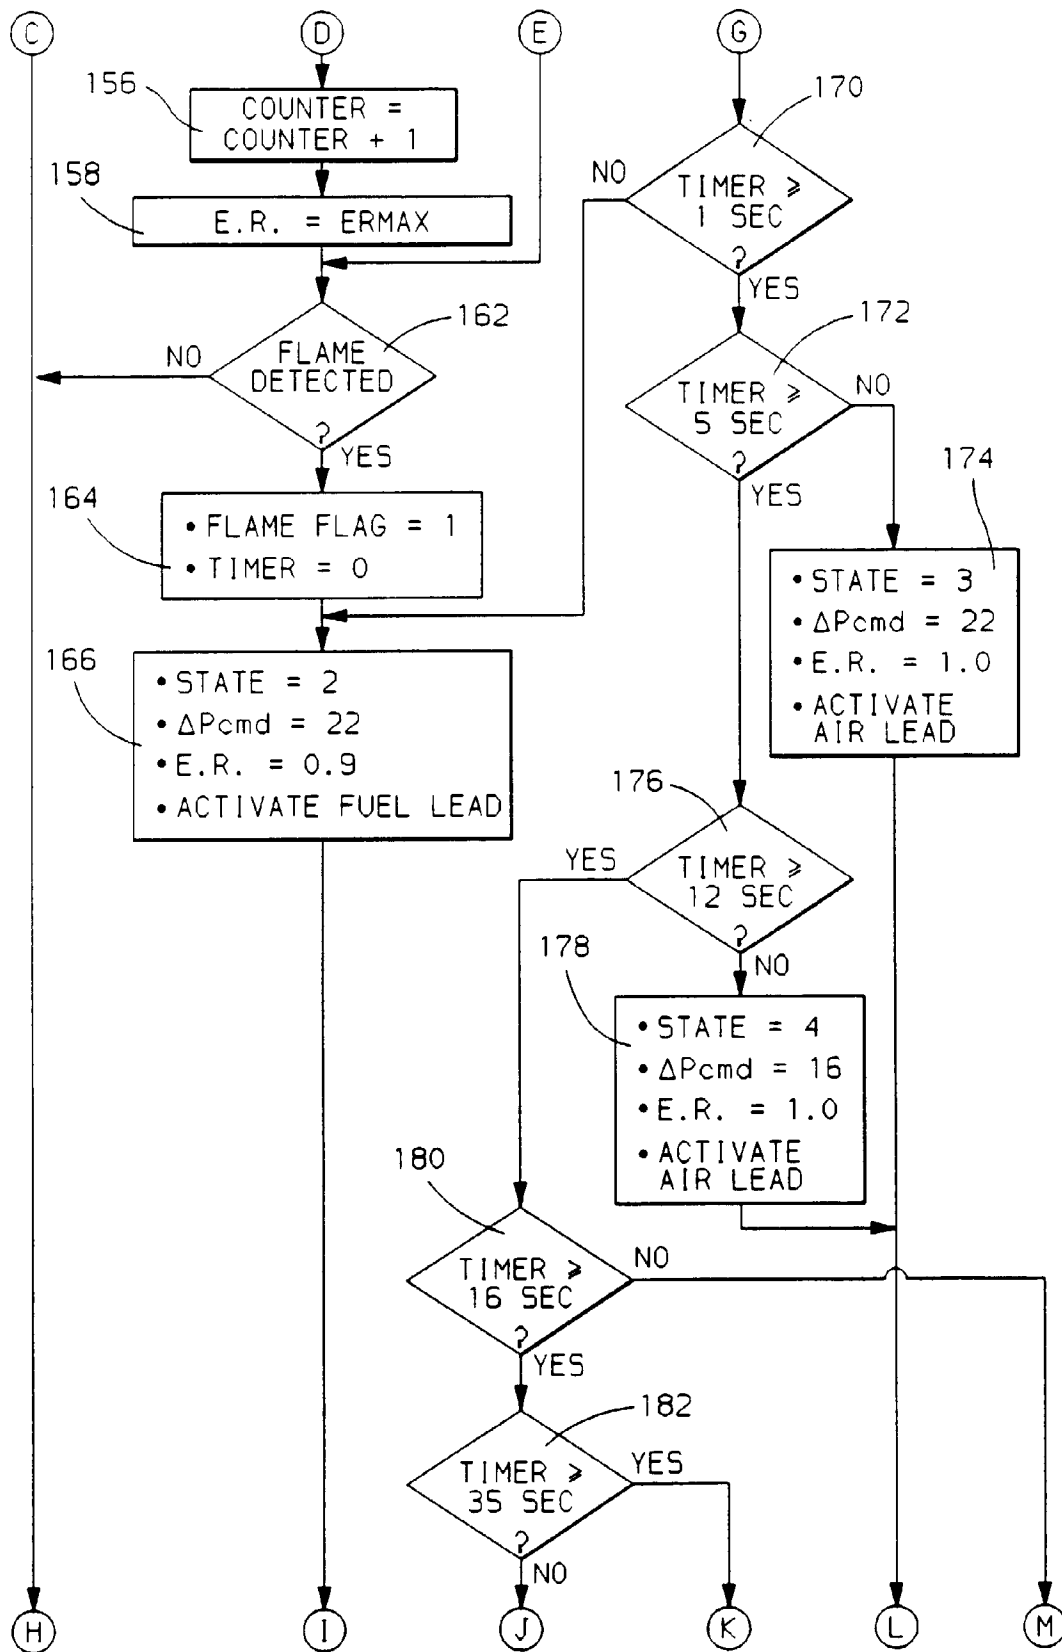 C
D
E
G
156
COUNTER =
COUNTER + 1
170
158
E.R. = ERMAX
NO
TIMER ⩾
1 SEC
?
YES
162
NO
FLAME
DETECTED
?
YES
172
TIMER ⩾
5 SEC
?
NO
YES
164
• FLAME FLAG = 1
• TIMER = 0
174
• STATE = 3
• ΔPcmd = 22
• E.R. = 1.0
• ACTIVATE
AIR LEAD
166
• STATE = 2
• ΔPcmd = 22
• E.R. = 0.9
• ACTIVATE FUEL LEAD
176
YES
TIMER ⩾
12 SEC
?
NO
178
• STATE = 4
• ΔPcmd = 16
• E.R. = 1.0
• ACTIVATE
AIR LEAD
180
TIMER ⩾
16 SEC
?
NO
YES
182
TIMER ⩾
35 SEC
?
YES
NO
H
I
J
K
L
M